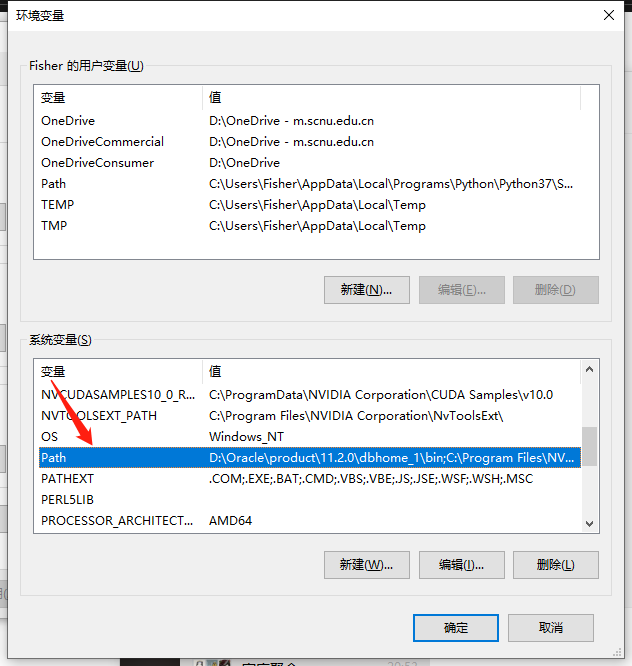 环境变量
Fisher 的用户变量(U)
变量 值
OneDrive D:\OneDrive - m.scnu.edu.cn
OneDriveCommercial D:\OneDrive - m.scnu.edu.cn
OneDriveConsumer D:\OneDrive
Path C:\Users\Fisher\AppData\Local\Programs\Python\Python37\S...
TEMP C:\Users\Fisher\AppData\Local\Temp
TMP C:\Users\Fisher\AppData\Local\Temp
新建(N)... 编辑(E)... 删除(D)
系统变量(S)
变量 值
NVCUDASAMPLES10_0_R... C:\ProgramData\NVIDIA Corporation\CUDA Samples\v10.0
NVTOOLSEXT_PATH C:\Program Files\NVIDIA Corporation\NvToolsExt\
OS Windows_NT
Path D:\Oracle\product\11.2.0\dbhome_1\bin;C:\Program Files\NV...
PATHEXT .COM;.EXE;.BAT;.CMD;.VBS;.VBE;.JS;.JSE;.WSF;.WSH;.MSC
PERL5LIB
PROCESSOR_ARCHITECT... AMD64
新建(W)... 编辑(I)... 删除(L)
确定 取消